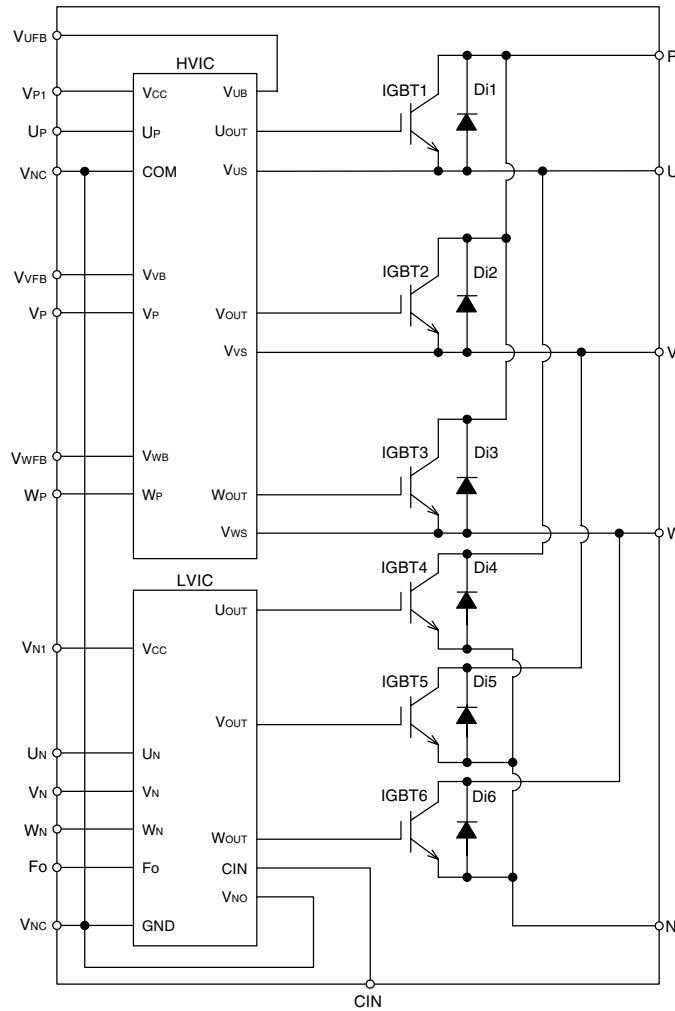 VUFB
HVIC
P
VP1
VCC
VUB
IGBT1
Di1
UP
UP
UOUT
VNC
COM
VUS
U
VVFB
VVB
IGBT2
Di2
VP
VP
VOUT
VVS
V
VWFB
VWB
IGBT3
Di3
WP
WP
WOUT
VWS
W
LVIC
IGBT4
Di4
UOUT
VN1
VCC
IGBT5
Di5
VOUT
UN
UN
VN
VN
IGBT6
Di6
WN
WN
WOUT
Fo
Fo
CIN
VNO
VNC
GND
N
CIN